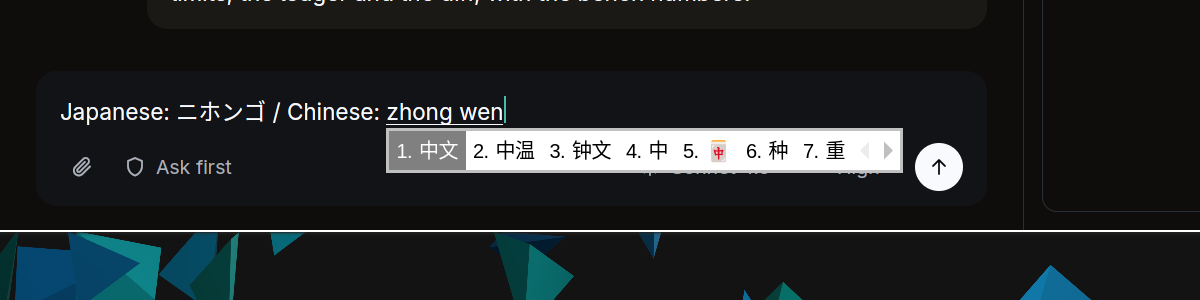 Japanese: ニホンゴ / Chinese: zhong wen
1. 中文 2. 中温 3. 钟文 4. 中 5. 🀄 6. 种 7. 重
Ask first